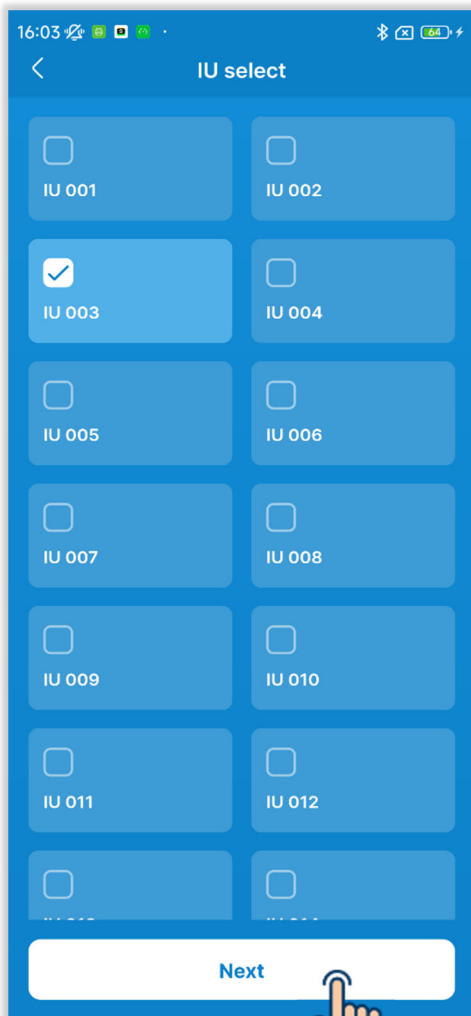 16:03
64
IU select
IU 001
IU 002
IU 003
IU 004
IU 005
IU 006
IU 007
IU 008
IU 009
IU 010
IU 011
IU 012
Next